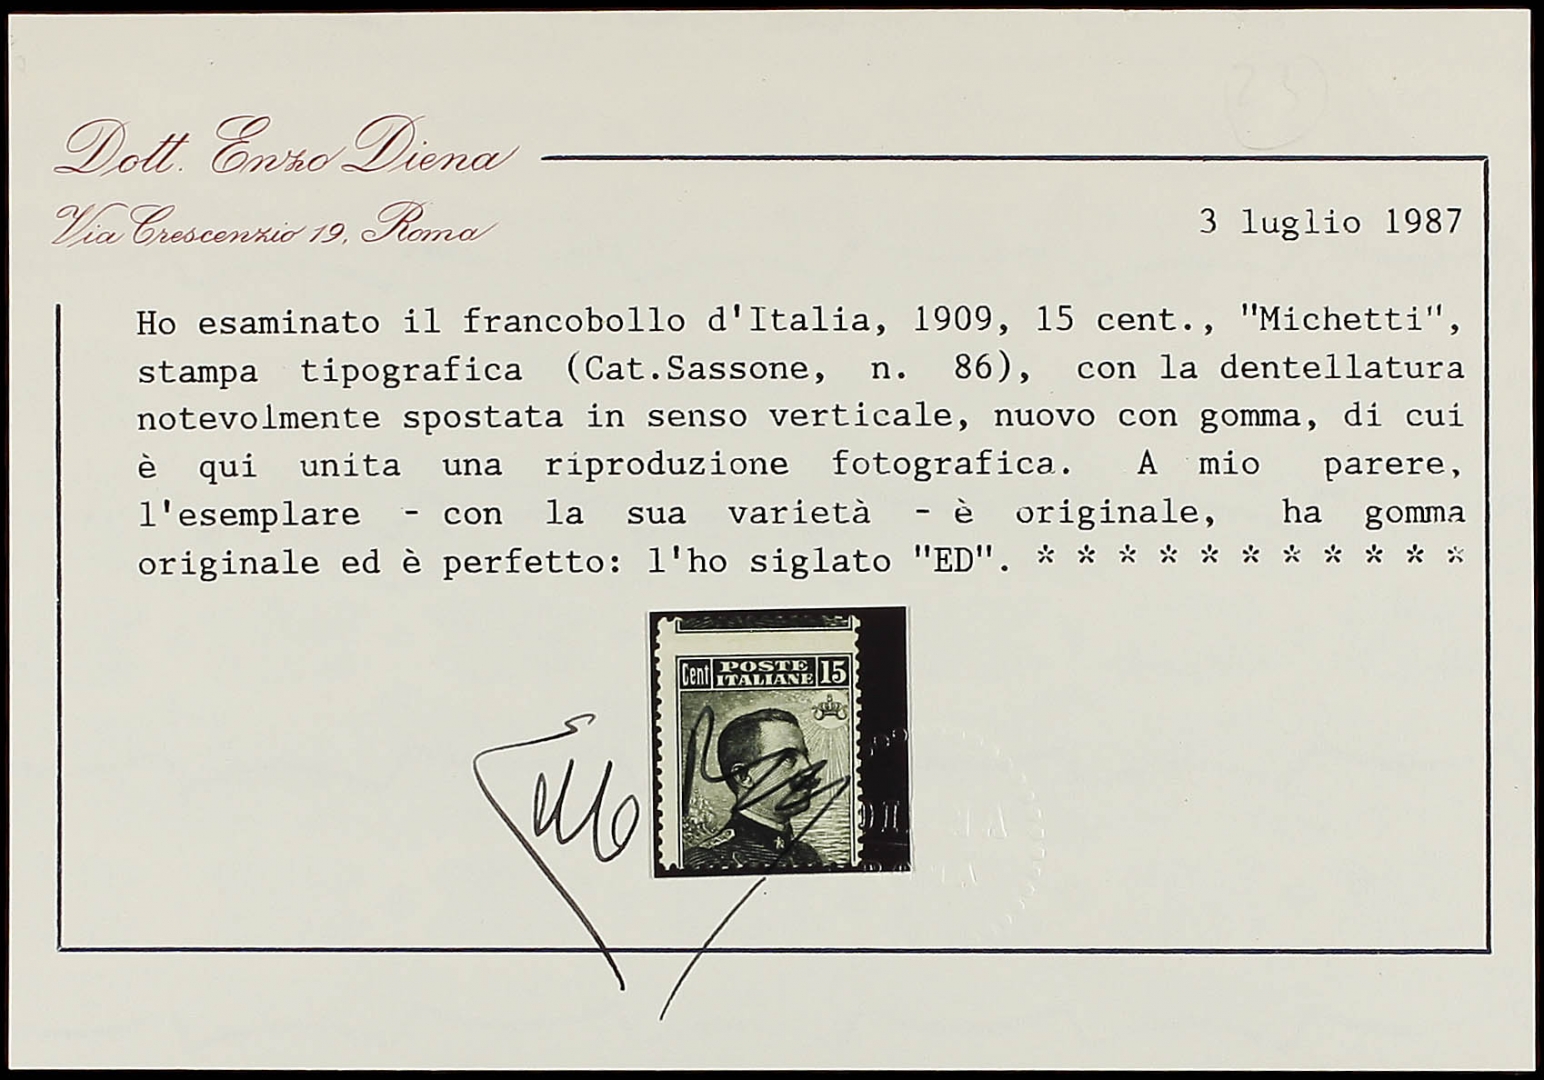 Dott. Enzo Diena
Via Crescenzio 19, Roma
3 luglio 1987
Ho esaminato il francobollo d'Italia, 1909, 15 cent., "Michetti",
stampa tipografica (Cat.Sassone, n. 86), con la dentellatura
notevolmente spostata in senso verticale, nuovo con gomma, di cui
è qui unita una riproduzione fotografica. A mio parere,
l'esemplare - con la sua varietà - è originale, ha gomma
originale ed è perfetto: l'ho siglato "ED". * * * * * * * * * * *
Cent POSTE 15
ITALIANE